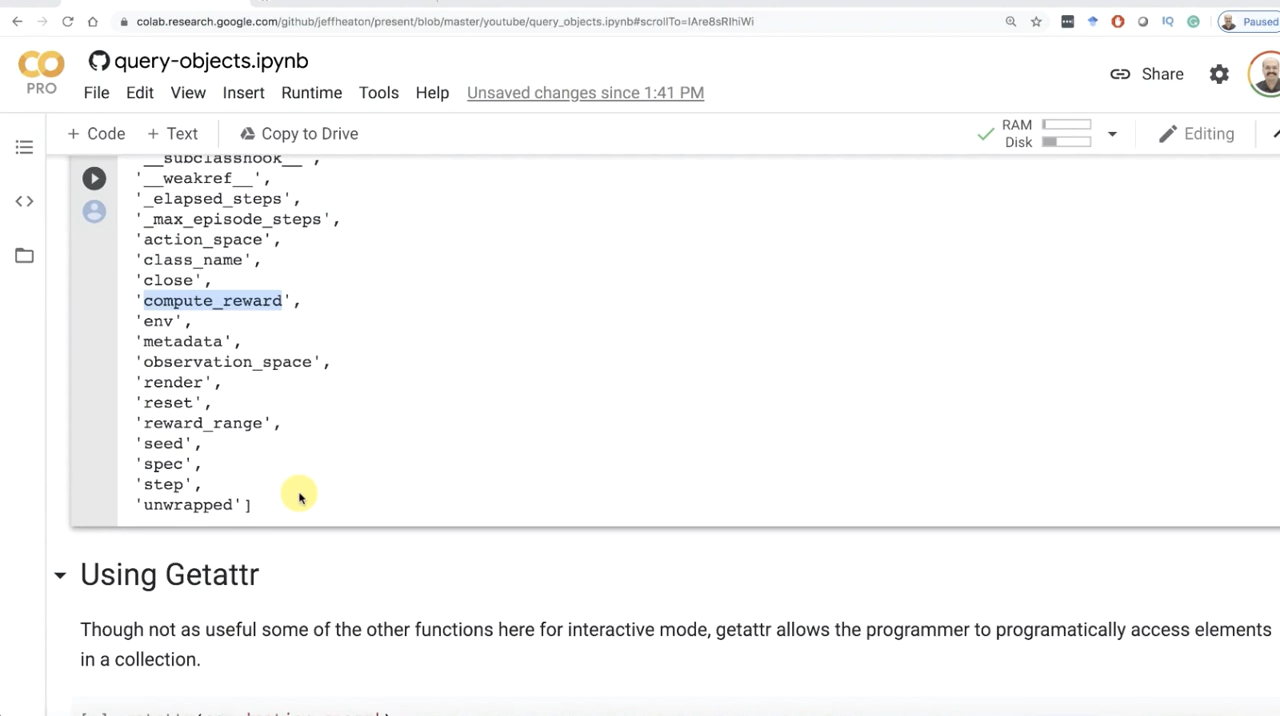 colab.research.google.com/github/jeffheaton/present/blob/master/youtube/query_objects.ipynb#scrollTo=IAre8sRIhiWi
IQ
Paused
CO
PRO
query-objects.ipynb
File Edit View Insert Runtime Tools Help Unsaved changes since 1:41 PM
Share
+ Code + Text Copy to Drive
RAM
Disk
Editing
'__subclasshook__',
'__weakref__',
'_elapsed_steps',
'_max_episode_steps',
'action_space',
'class_name',
'close',
'compute_reward',
'env',
'metadata',
'observation_space',
'render',
'reset',
'reward_range',
'seed',
'spec',
'step',
'unwrapped']
Using Getattr
Though not as useful some of the other functions here for interactive mode, getattr allows the programmer to programatically access elements
in a collection.